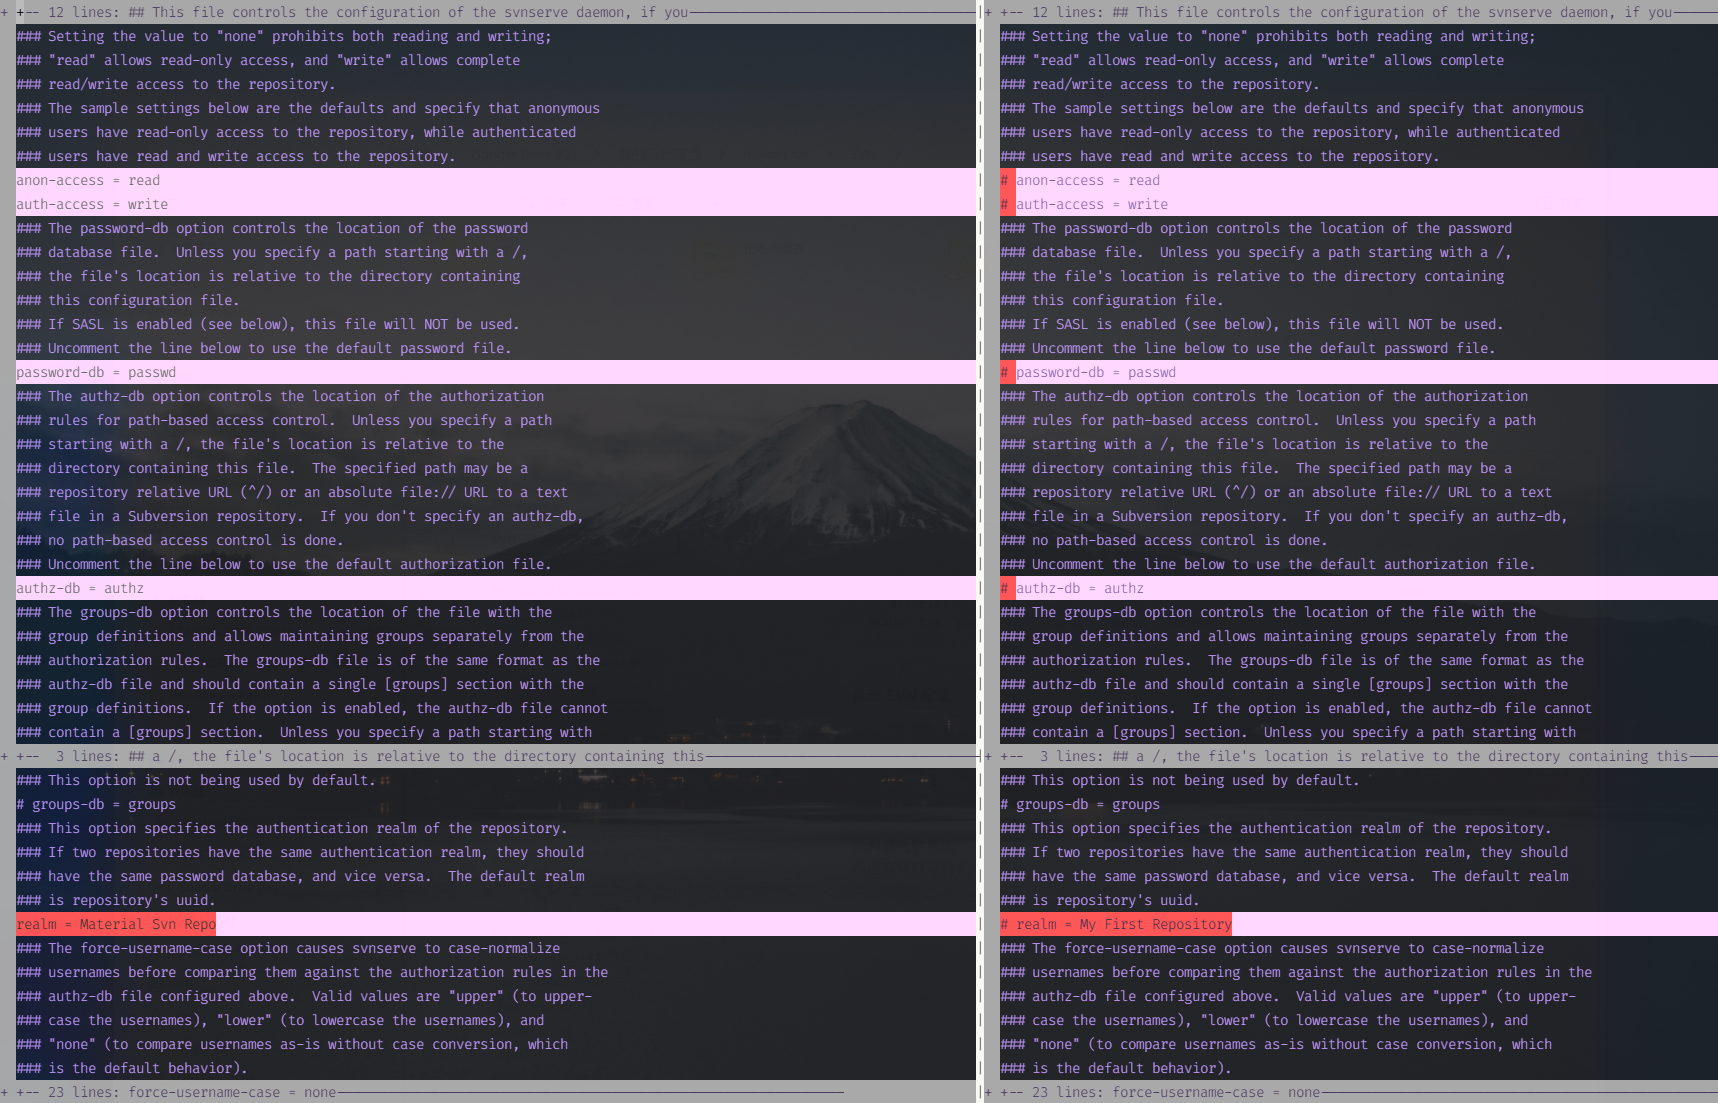 + +-- 12 lines: ## This file controls the configuration of the svnserve daemon, if you
### Setting the value to "none" prohibits both reading and writing;
### "read" allows read-only access, and "write" allows complete
### read/write access to the repository.
### The sample settings below are the defaults and specify that anonymous
### users have read-only access to the repository, while authenticated
### users have read and write access to the repository.
anon-access = read
auth-access = write
### The password-db option controls the location of the password
### database file.  Unless you specify a path starting with a /,
### the file's location is relative to the directory containing
### this configuration file.
### If SASL is enabled (see below), this file will NOT be used.
### Uncomment the line below to use the default password file.
password-db = passwd
### The authz-db option controls the location of the authorization
### rules for path-based access control.  Unless you specify a path
### starting with a /, the file's location is relative to the
### directory containing this file.  The specified path may be a
### repository relative URL (^/) or an absolute file:// URL to a text
### file in a Subversion repository.  If you don't specify an authz-db,
### no path-based access control is done.
### Uncomment the line below to use the default authorization file.
authz-db = authz
### The groups-db option controls the location of the file with the
### group definitions and allows maintaining groups separately from the
### authorization rules.  The groups-db file is of the same format as the
### authz-db file and should contain a single [groups] section with the
### group definitions.  If the option is enabled, the authz-db file cannot
### contain a [groups] section.  Unless you specify a path starting with
+ +--  3 lines: ## a /, the file's location is relative to the directory containing this
### This option is not being used by default.
# groups-db = groups
### This option specifies the authentication realm of the repository.
### If two repositories have the same authentication realm, they should
### have the same password database, and vice versa.  The default realm
### is repository's uuid.
realm = Material Svn Repo
### The force-username-case option causes svnserve to case-normalize
### usernames before comparing them against the authorization rules in the
### authz-db file configured above.  Valid values are "upper" (to upper-
### case the usernames), "lower" (to lowercase the usernames), and
### "none" (to compare usernames as-is without case conversion, which
### is the default behavior).
+ +-- 23 lines: force-username-case = none
+ +-- 12 lines: ## This file controls the configuration of the svnserve daemon, if you
### Setting the value to "none" prohibits both reading and writing;
### "read" allows read-only access, and "write" allows complete
### read/write access to the repository.
### The sample settings below are the defaults and specify that anonymous
### users have read-only access to the repository, while authenticated
### users have read and write access to the repository.
# anon-access = read
# auth-access = write
### The password-db option controls the location of the password
### database file.  Unless you specify a path starting with a /,
### the file's location is relative to the directory containing
### this configuration file.
### If SASL is enabled (see below), this file will NOT be used.
### Uncomment the line below to use the default password file.
# password-db = passwd
### The authz-db option controls the location of the authorization
### rules for path-based access control.  Unless you specify a path
### starting with a /, the file's location is relative to the
### directory containing this file.  The specified path may be a
### repository relative URL (^/) or an absolute file:// URL to a text
### file in a Subversion repository.  If you don't specify an authz-db,
### no path-based access control is done.
### Uncomment the line below to use the default authorization file.
# authz-db = authz
### The groups-db option controls the location of the file with the
### group definitions and allows maintaining groups separately from the
### authorization rules.  The groups-db file is of the same format as the
### authz-db file and should contain a single [groups] section with the
### group definitions.  If the option is enabled, the authz-db file cannot
### contain a [groups] section.  Unless you specify a path starting with
+ +--  3 lines: ## a /, the file's location is relative to the directory containing this
### This option is not being used by default.
# groups-db = groups
### This option specifies the authentication realm of the repository.
### If two repositories have the same authentication realm, they should
### have the same password database, and vice versa.  The default realm
### is repository's uuid.
# realm = My First Repository
### The force-username-case option causes svnserve to case-normalize
### usernames before comparing them against the authorization rules in the
### authz-db file configured above.  Valid values are "upper" (to upper-
### case the usernames), "lower" (to lowercase the usernames), and
### "none" (to compare usernames as-is without case conversion, which
### is the default behavior).
+ +-- 23 lines: force-username-case = none